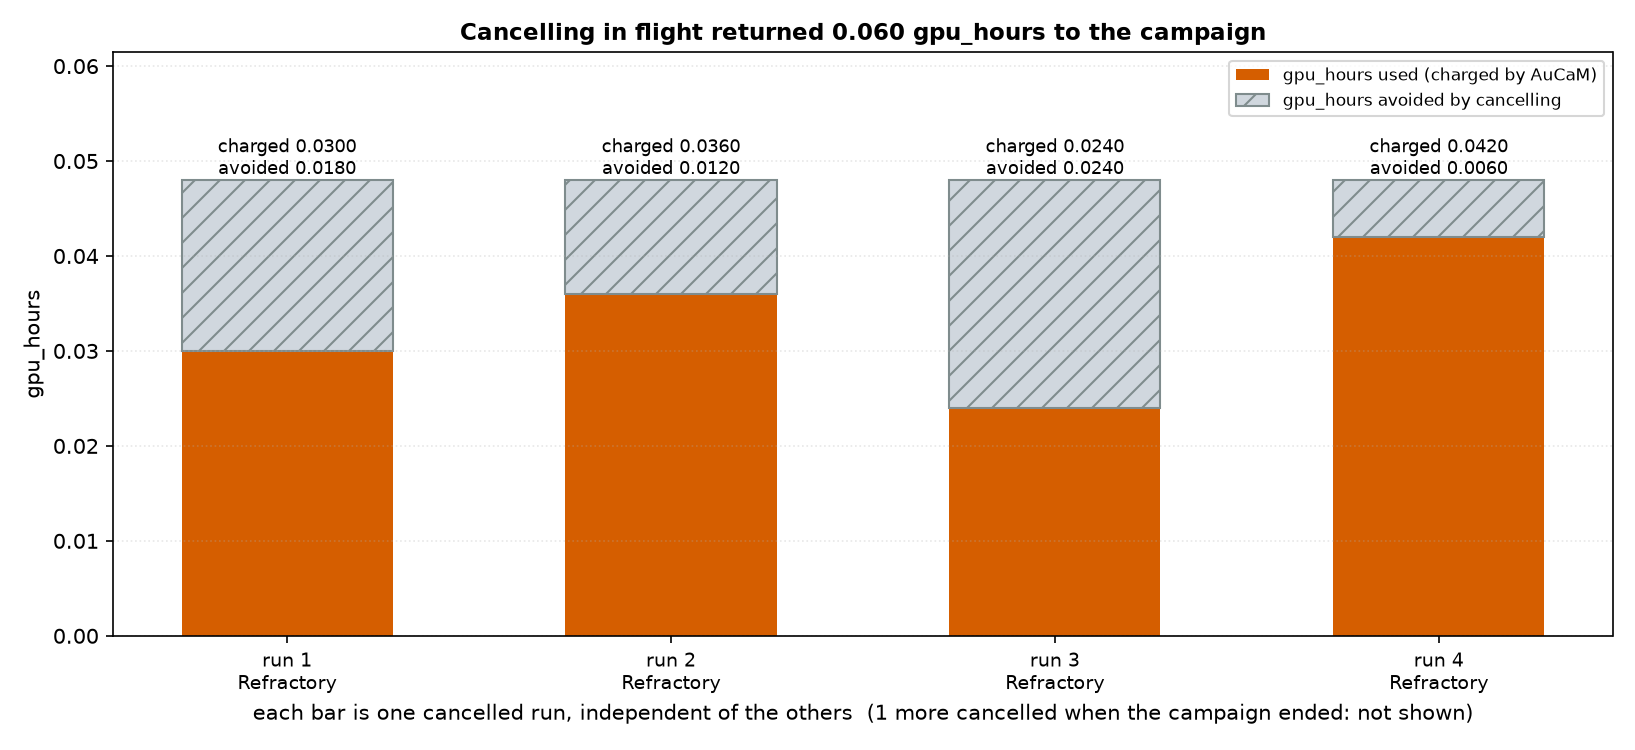 Cancelling in flight returned 0.060 gpu_hours to the campaign
gpu_hours used (charged by AuCaM)
gpu_hours avoided by cancelling
gpu_hours
0.06
0.05
0.04
0.03
0.02
0.01
0.00
charged 0.0300
avoided 0.0180
charged 0.0360
avoided 0.0120
charged 0.0240
avoided 0.0240
charged 0.0420
avoided 0.0060
run 1
Refractory
run 2
Refractory
run 3
Refractory
run 4
Refractory
each bar is one cancelled run, independent of the others  (1 more cancelled when the campaign ended: not shown)